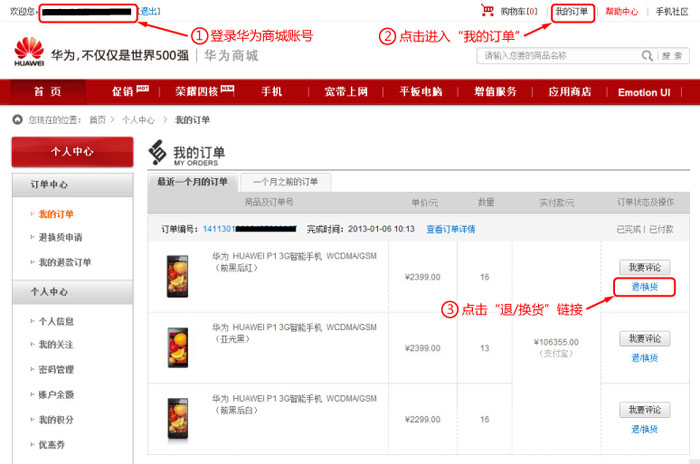 欢迎您, [退出] 购物车[0] 我的订单 帮助中心 手机社区
①登录华为商城账号 ②点击进入“我的订单”
HUAWEI 华为,不仅仅是世界500强 华为商城
请输入您要的商品名称 搜 索
首 页 促销 HOT 荣耀四核 NEW 手机 宽带上网 平板电脑 增值服务 应用商店 Emotion UI
您现在的位置: 首页 > 个人中心 > 我的订单
个人中心
订单中心
我的订单
退换货申请
我的退款订单
个人中心
个人信息
我的关注
密码管理
账户余额
我的积分
优惠券
我的订单
MY ORDERS
最近一个月的订单 一个月之前的订单
商品及订单号 单价/元 数量 实付款/元 订单状态及操作
订单编号: 1411301 完成时间: 2013-01-06 10:13 查看订单详情 已完成 | 已付款
华为 HUAWEI P1 3G智能手机 WCDMA/GSM
(前黑后红)
¥2399.00 16 我要评论
退/换货
③点击“退/换货”链接
华为 HUAWEI P1 3G智能手机 WCDMA/GSM
(亚光黑)
¥2399.00 13 ¥106355.00 我要评论
(支付宝) 退/换货
华为 HUAWEI P1 3G智能手机 WCDMA/GSM
(前黑后白)
¥2299.00 16 我要评论
退/换货